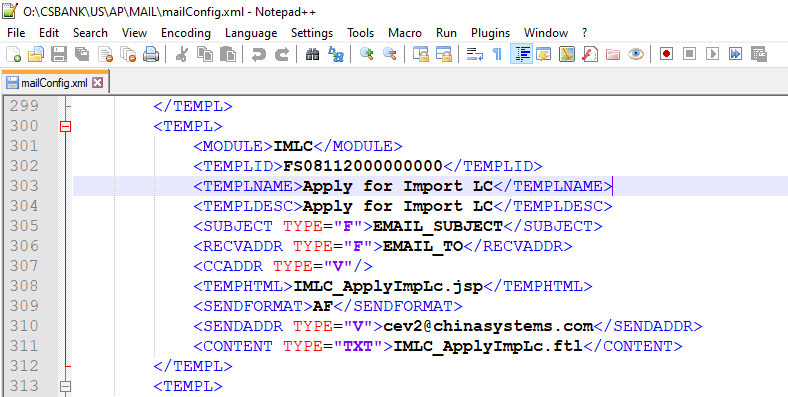 O:\CSBANK\US\AP\MAIL\mailConfig.xml - Notepad++
File Edit Search View Encoding Language Settings Tools Macro Run Plugins Window ?
mailConfig.xml
299 </TEMPL>
300 <TEMPL>
301 <MODULE>IMLC</MODULE>
302 <TEMPLID>FS08112000000000</TEMPLID>
303 <TEMPLNAME>Apply for Import LC</TEMPLNAME>
304 <TEMPLDESC>Apply for Import LC</TEMPLDESC>
305 <SUBJECT TYPE="F">EMAIL_SUBJECT</SUBJECT>
306 <RECVADDR TYPE="F">EMAIL_TO</RECVADDR>
307 <CCADDR TYPE="V"/>
308 <TEMPHTML>IMLC_ApplyImpLc.jsp</TEMPHTML>
309 <SENDFORMAT>AF</SENDFORMAT>
310 <SENDADDR TYPE="V">cev2@chinasystems.com</SENDADDR>
311 <CONTENT TYPE="TXT">IMLC_ApplyImpLc.ftl</CONTENT>
312 </TEMPL>
313 <TEMPL>